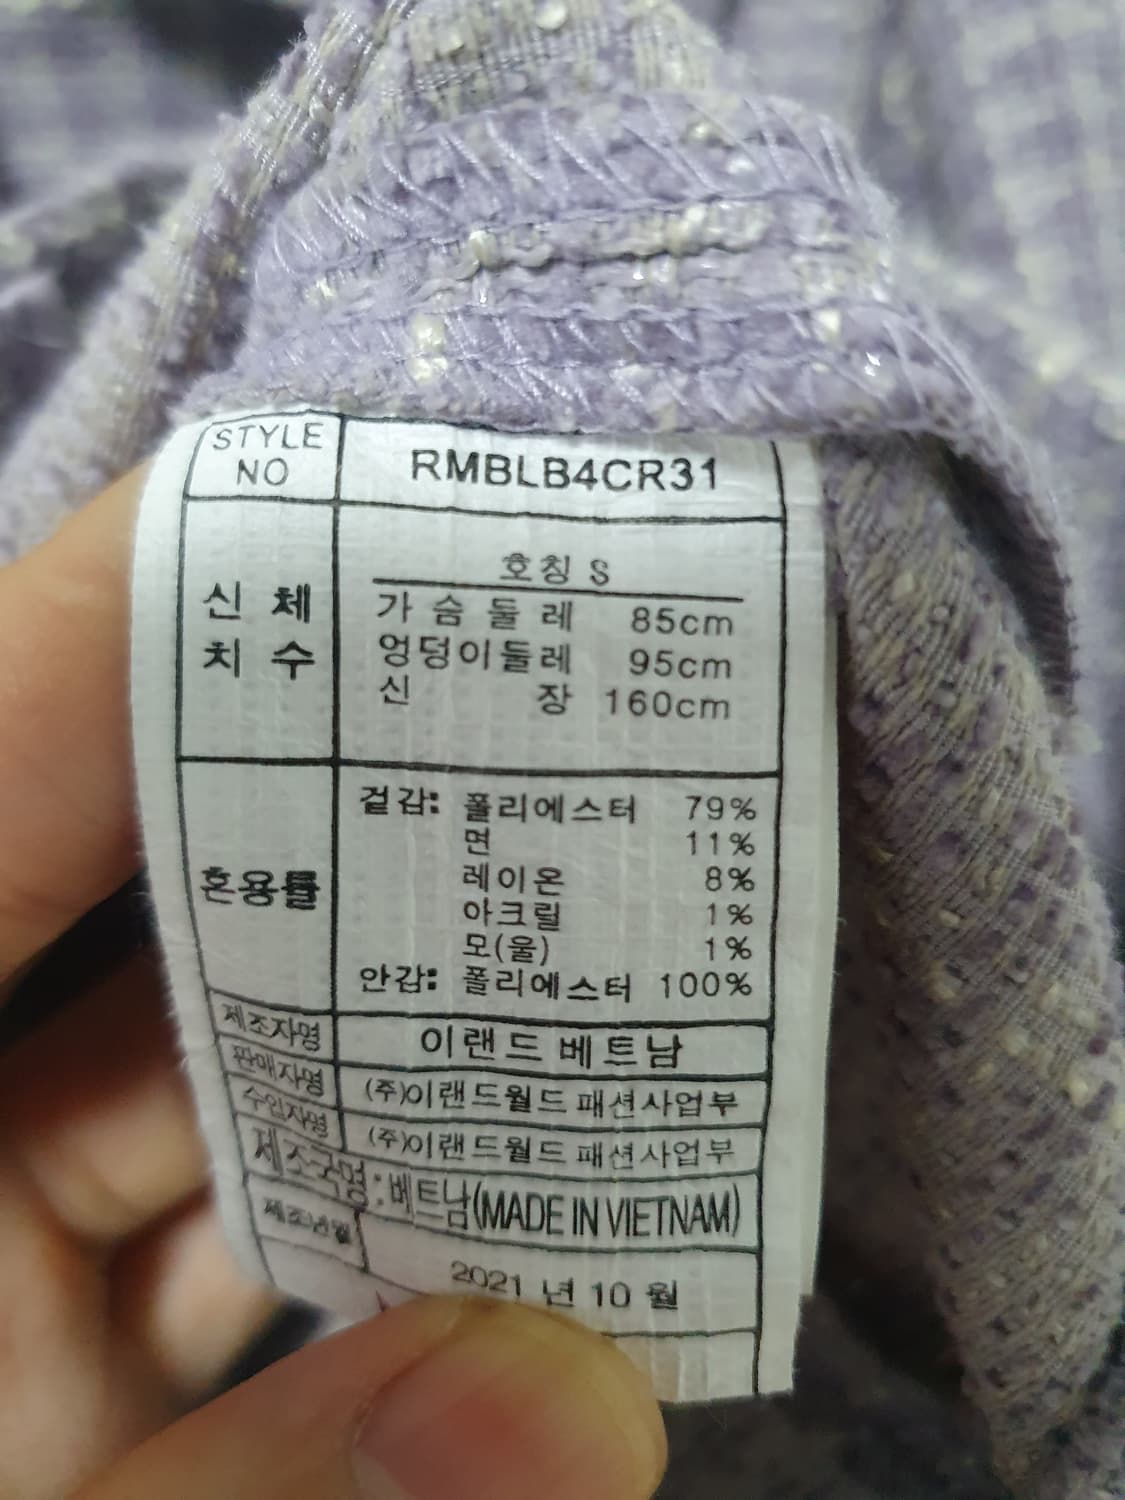 STYLE NO RMBLB4CR31
호칭 S
신체 치수 가슴둘레 85cm
엉덩이둘레 95cm
신장 160cm
혼용률 겉감: 폴리에스터 79%
면 11%
레이온 8%
아크릴 1%
모(울) 1%
안감: 폴리에스터 100%
제조자명 이랜드베트남
판매자명 (주)이랜드월드 패션사업부
수입자명 (주)이랜드월드 패션사업부
제조국명:베트남(MADE IN VIETNAM)
제조년월 2021 년 10 월